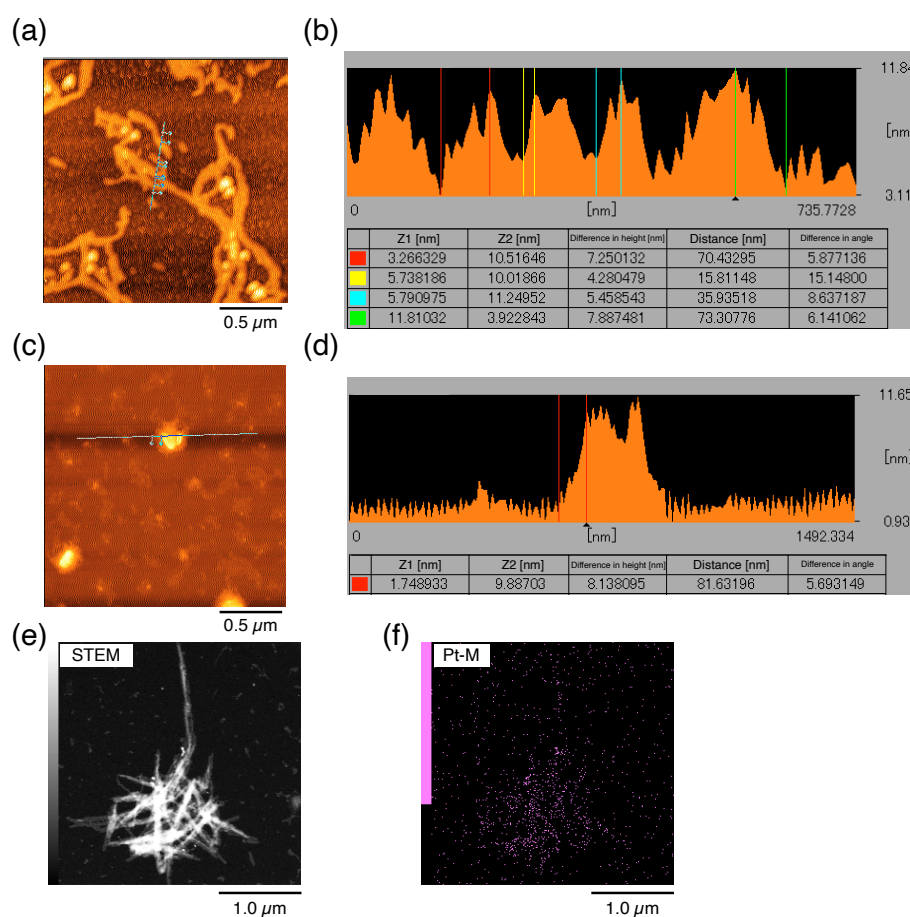 (a)
(b)
11.84
[nm]
3.11
0 [nm] 735.7728
Z1 [nm] Z2 [nm] Difference in height [nm] Distance [nm] Difference in angle
3.266329 10.51646 7.250132 70.43295 5.877136
5.738186 10.01866 4.280479 15.81148 15.14800
5.790975 11.24952 5.458543 35.93518 8.637187
11.81032 3.922843 7.887481 73.30776 6.141062
0.5 μm
(c)
(d)
11.65
[nm]
0.93
0 [nm] 1492.334
Z1 [nm] Z2 [nm] Difference in height [nm] Distance [nm] Difference in angle
1.748933 9.88703 8.138095 81.63196 5.693149
0.5 μm
(e)
(f)
STEM
Pt-M
1.0 μm
1.0 μm